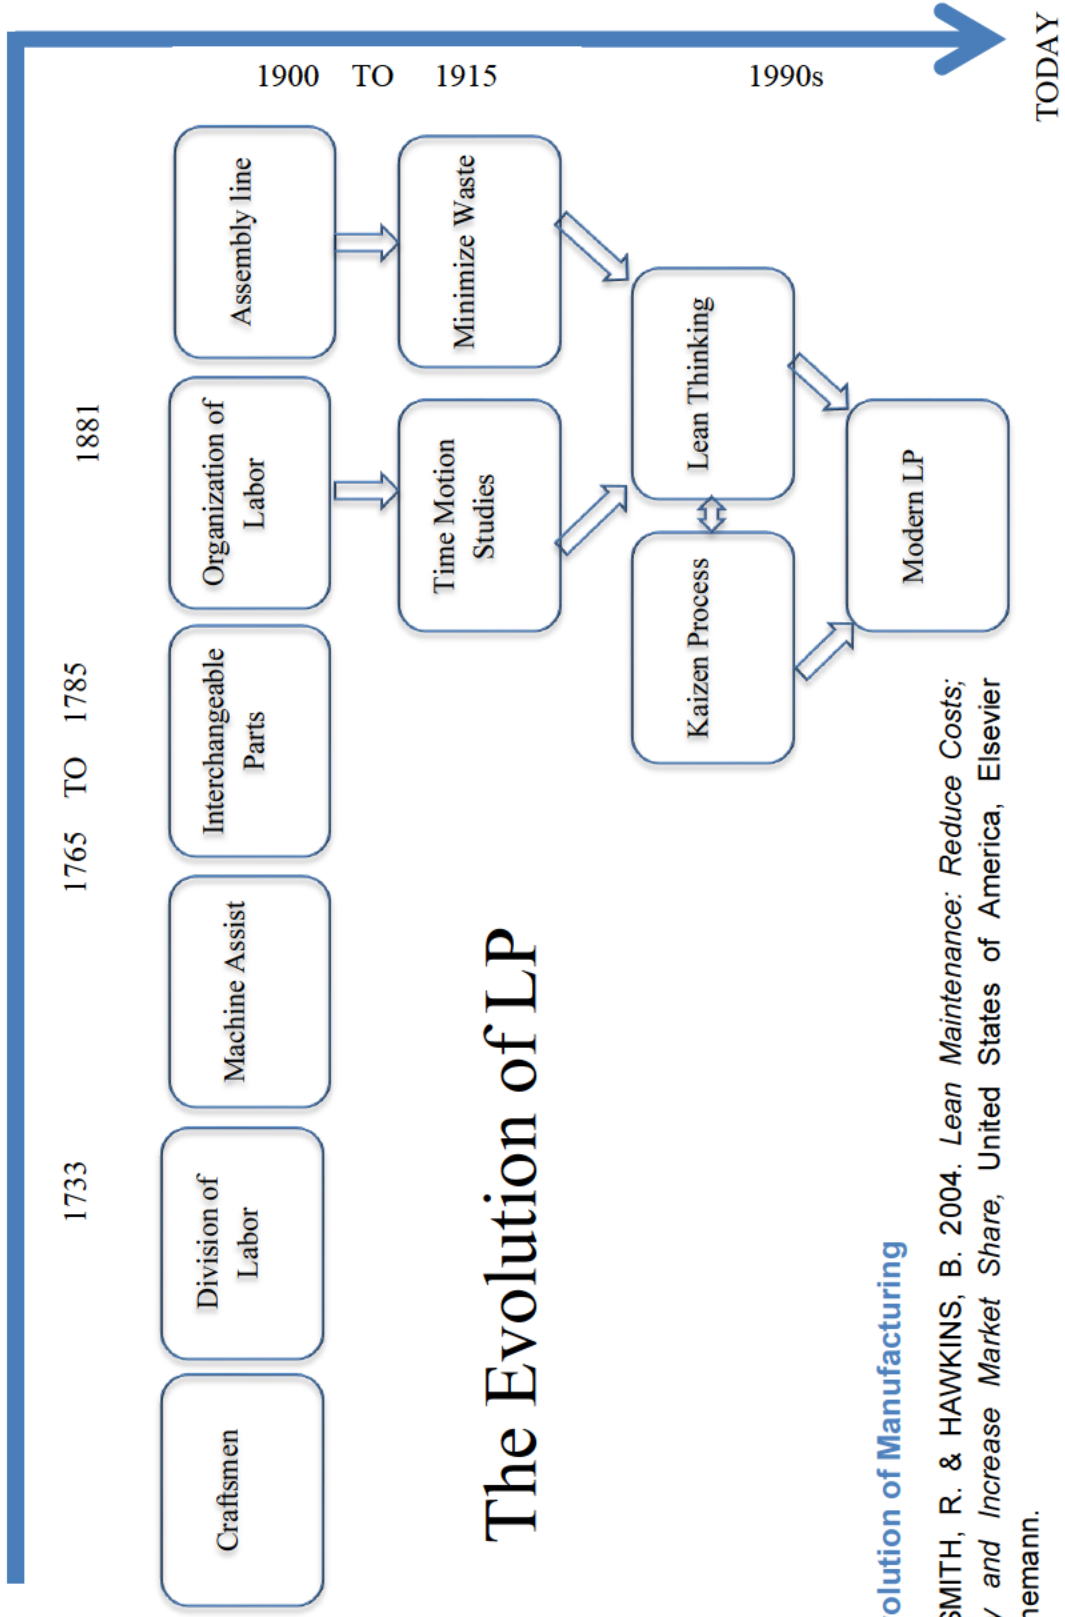 1733
1765 TO 1785
1881
Craftsmen
Division of
Labor
Machine Assist
Interchangeable
Parts
Organization of
Labor
Assembly line
1900 TO 1915
Time Motion
Studies
Minimize Waste
The Evolution of LP
Kaizen Process
Lean Thinking
1990s
Modern LP
TODAY
olution of Manufacturing
SMITH, R. & HAWKINS, B. 2004. Lean Maintenance: Reduce Costs;
y and Increase Market Share, United States of America, Elsevier
nemann.